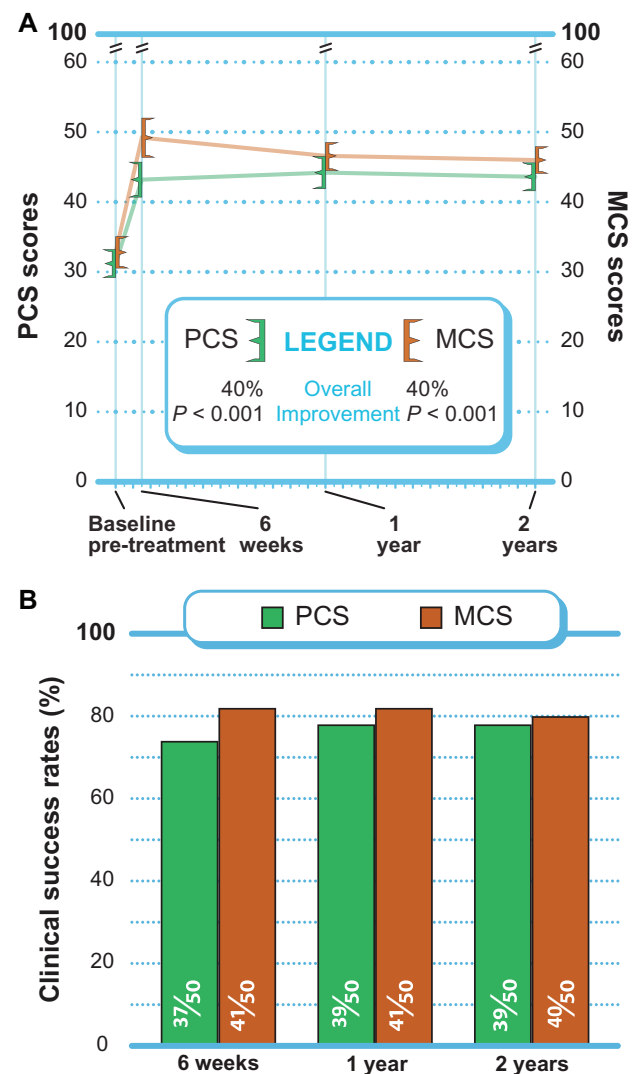 A
100 100
60 60
50 50
40 40
30 30
20 20
10 10
0 0
PCS scores
MCS scores
PCS LEGEND MCS
40% Overall 40%
P < 0.001 Improvement P < 0.001
Baseline 6 1 2
pre-treatment weeks year years
B
PCS MCS
100
80
60
40
20
0
Clinical success rates (%)
37/50 41/50 39/50 41/50 39/50 40/50
6 weeks 1 year 2 years